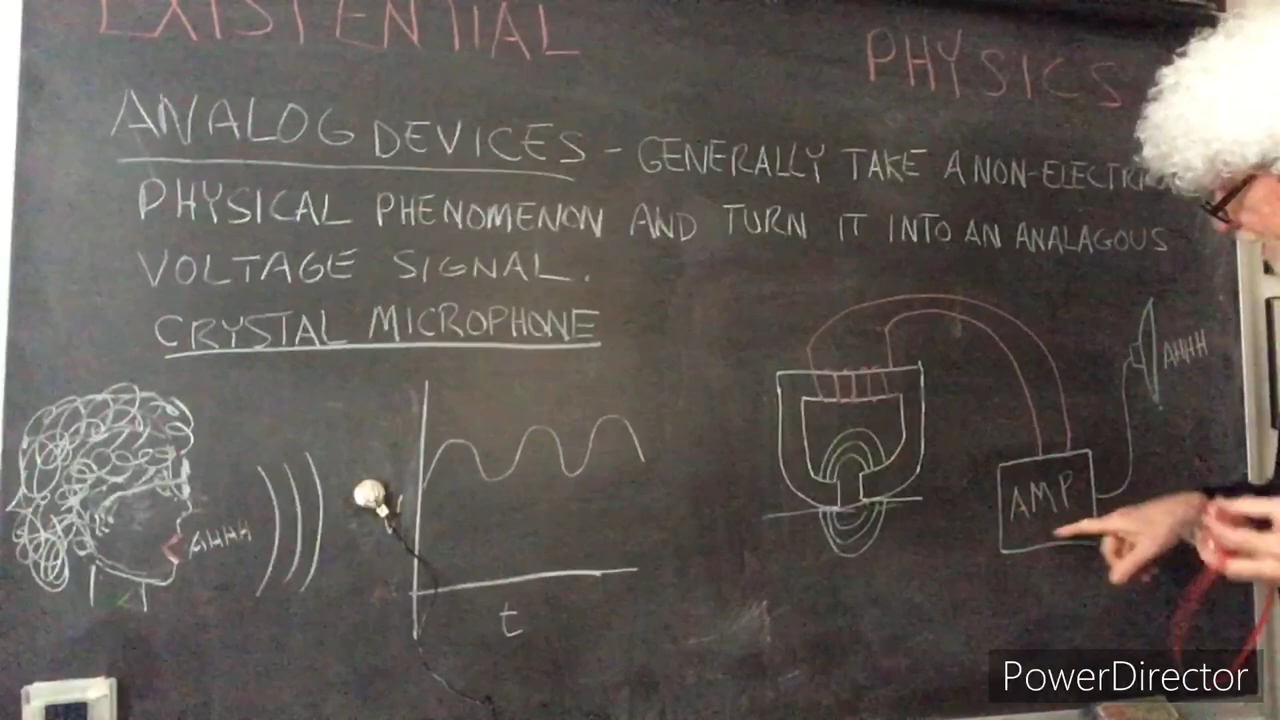 EXISTENTIAL PHYSICS
ANALOG DEVICES - GENERALLY TAKE A NON-ELECTRIC
PHYSICAL PHENOMENON AND TURN IT INTO AN ANALAGOUS
VOLTAGE SIGNAL.
CRYSTAL MICROPHONE
AHHH
t
AMP
AHHH
PowerDirector